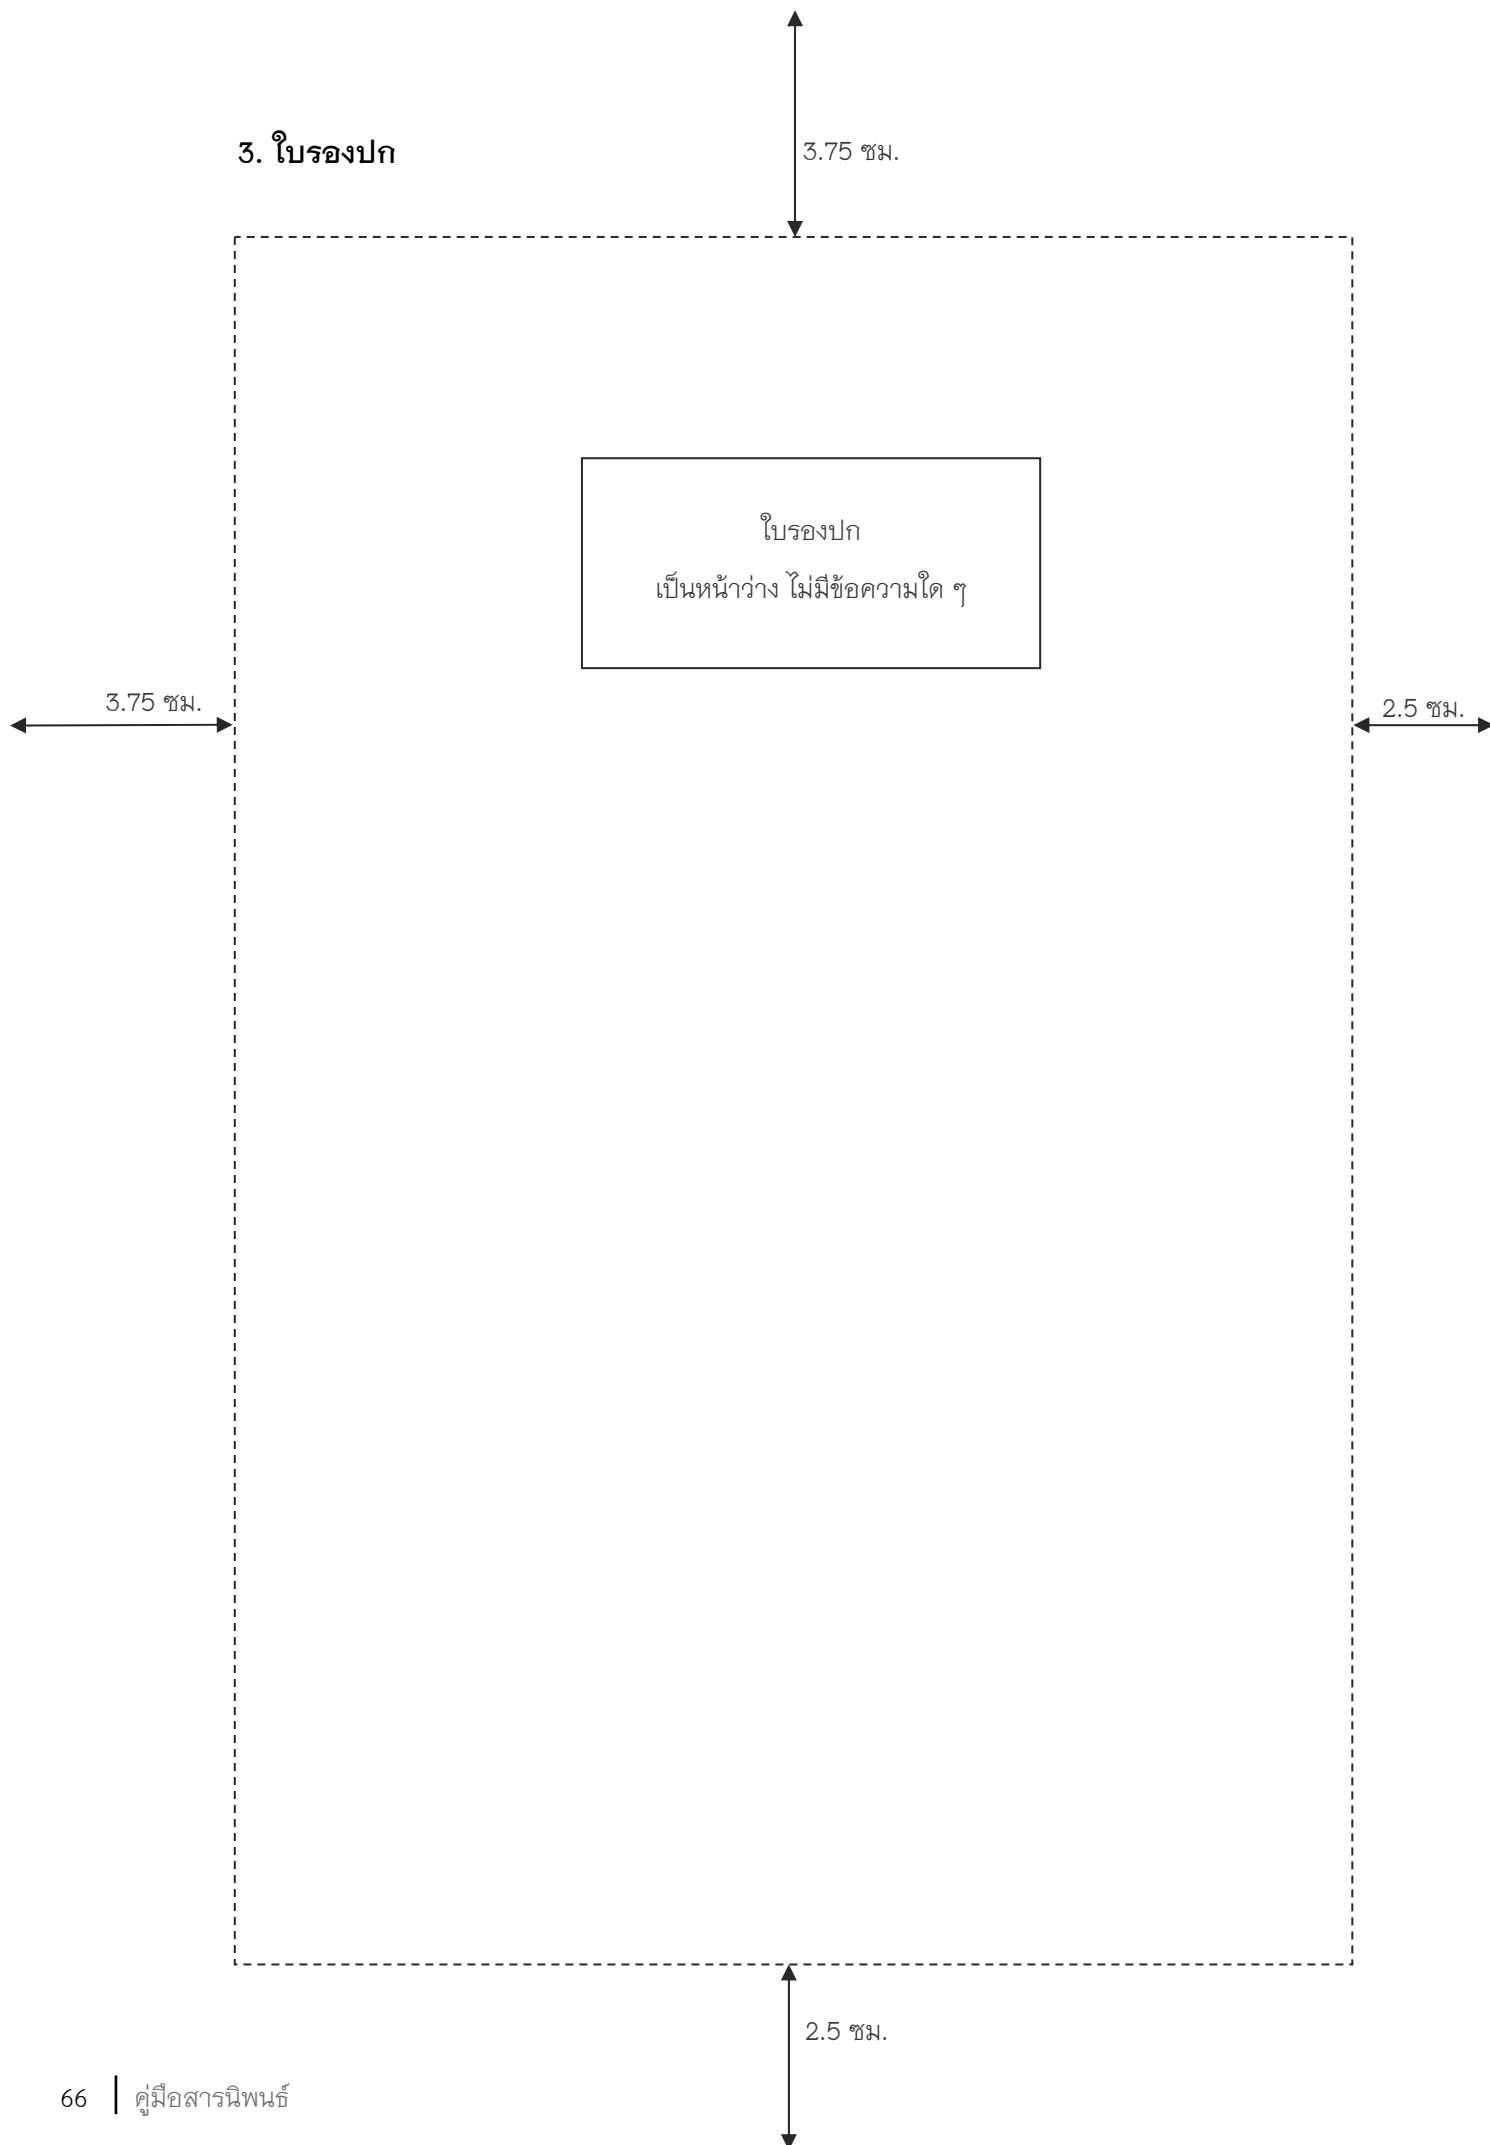 3. ใบรองปก
3.75 ซม.
ใบรองปก
เป็นหน้าว่าง ไม่มีข้อความใด ๆ
3.75 ซม.
2.5 ซม.
2.5 ซม.
66 คู่มือสารนิพนธ์